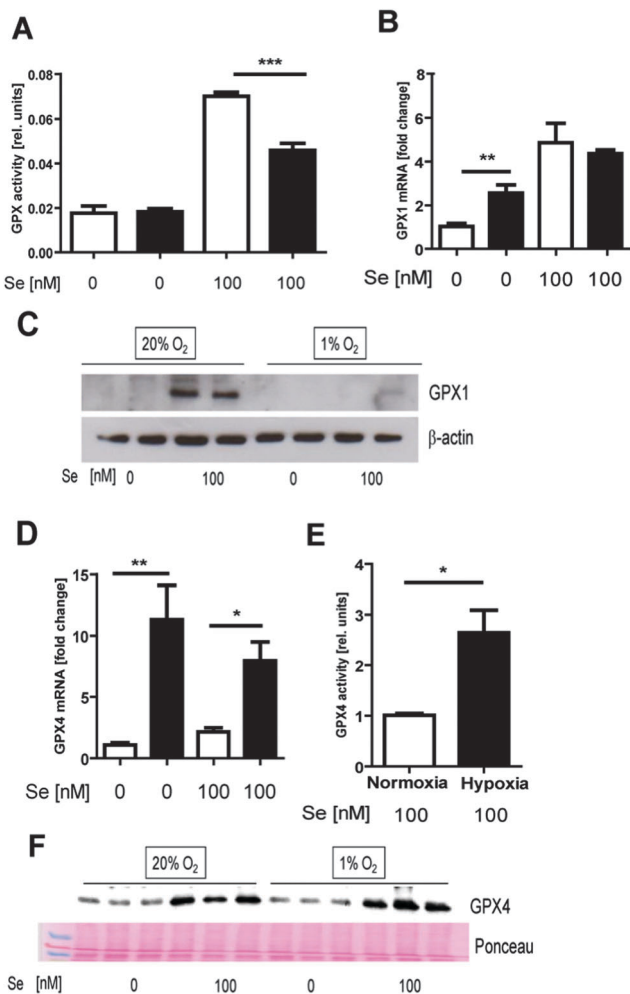 A
GPX activity [rel. units]
0.08
0.06
0.04
0.02
0.00
***
Se [nM] 0 0 100 100
B
GPX1 mRNA [fold change]
8
6
4
2
0
**
Se [nM] 0 0 100 100
C
20% O2 1% O2
GPX1
β-actin
Se [nM] 0 100 0 100
D
GPX4 mRNA [fold change]
15
10
5
0
** *
Se [nM] 0 0 100 100
E
GPX4 activity [rel. units]
4
3
2
1
0
*
Normoxia Hypoxia
Se [nM] 100 100
F
20% O2 1% O2
GPX4
Ponceau
Se [nM] 0 100 0 100